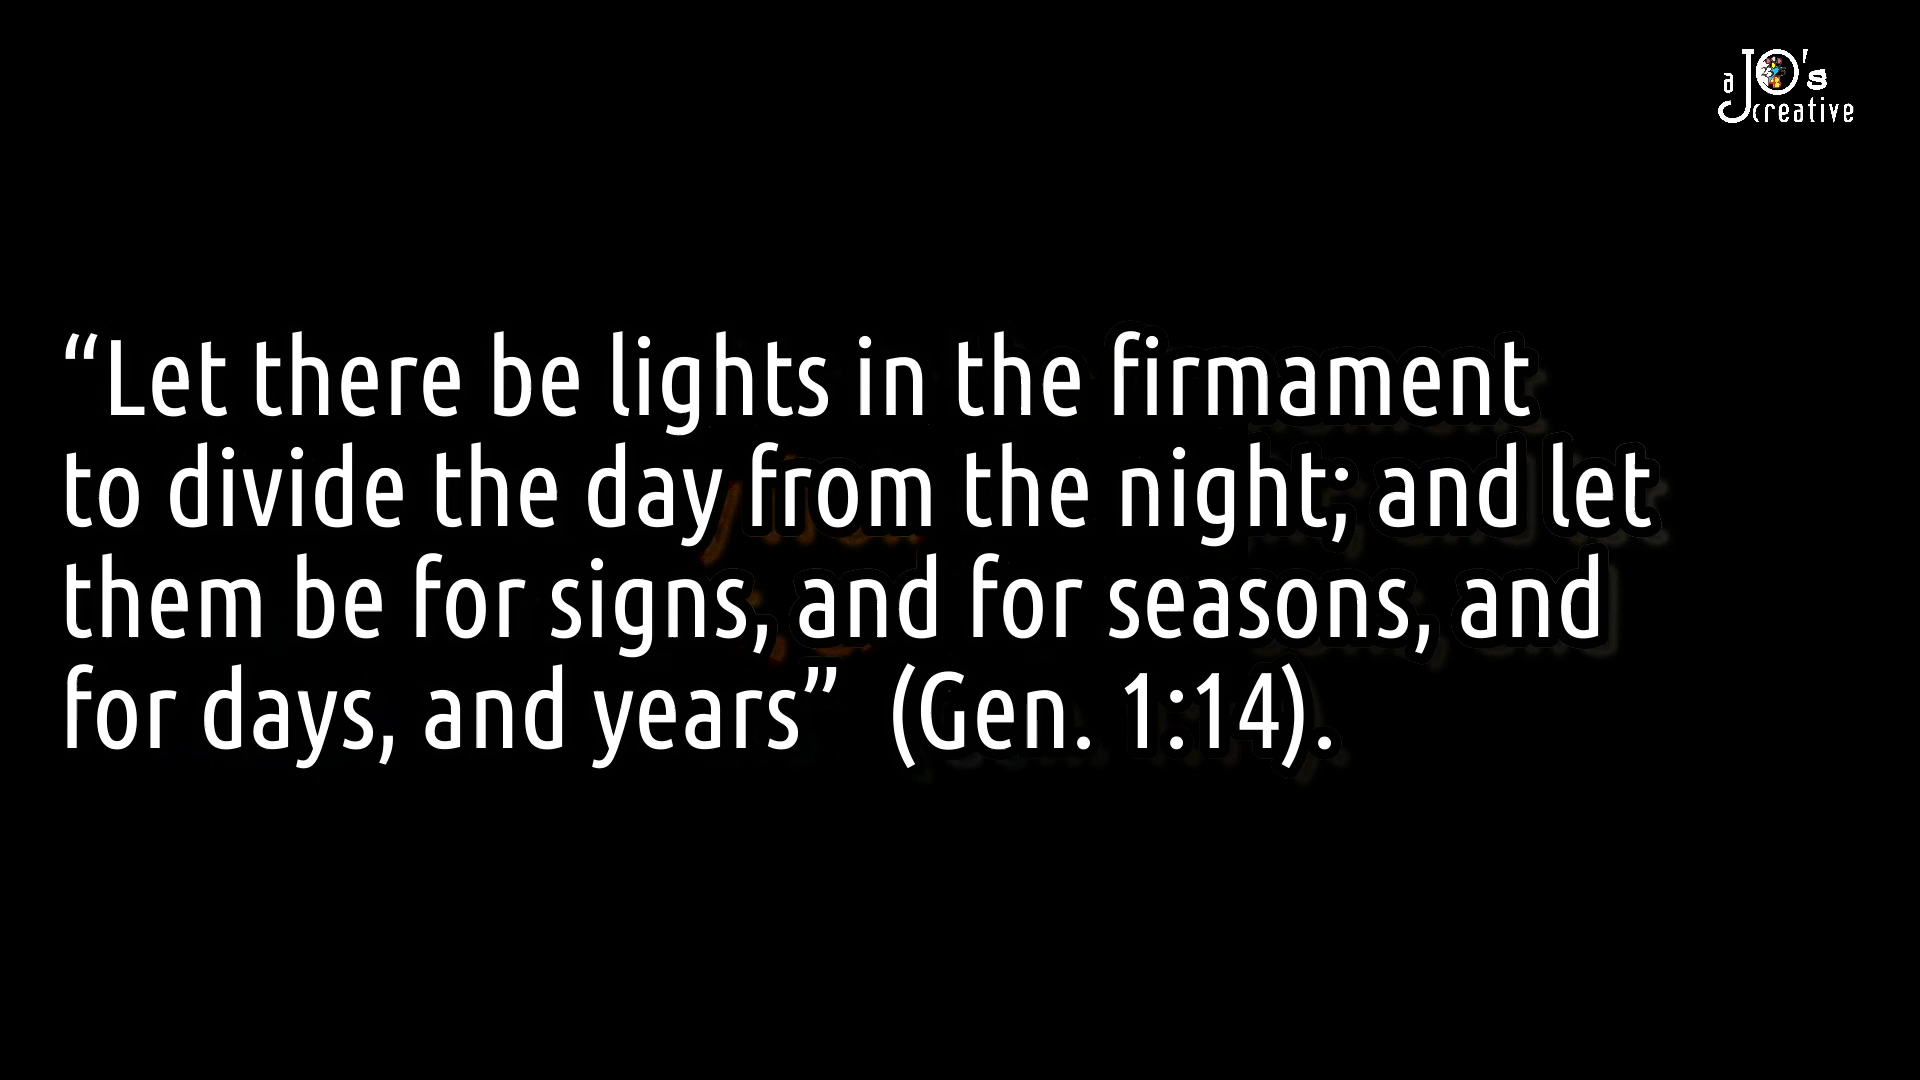 a JO's
creative
“Let there be lights in the firmament
to divide the day from the night; and let
them be for signs, and for seasons, and
for days, and years” (Gen. 1:14).